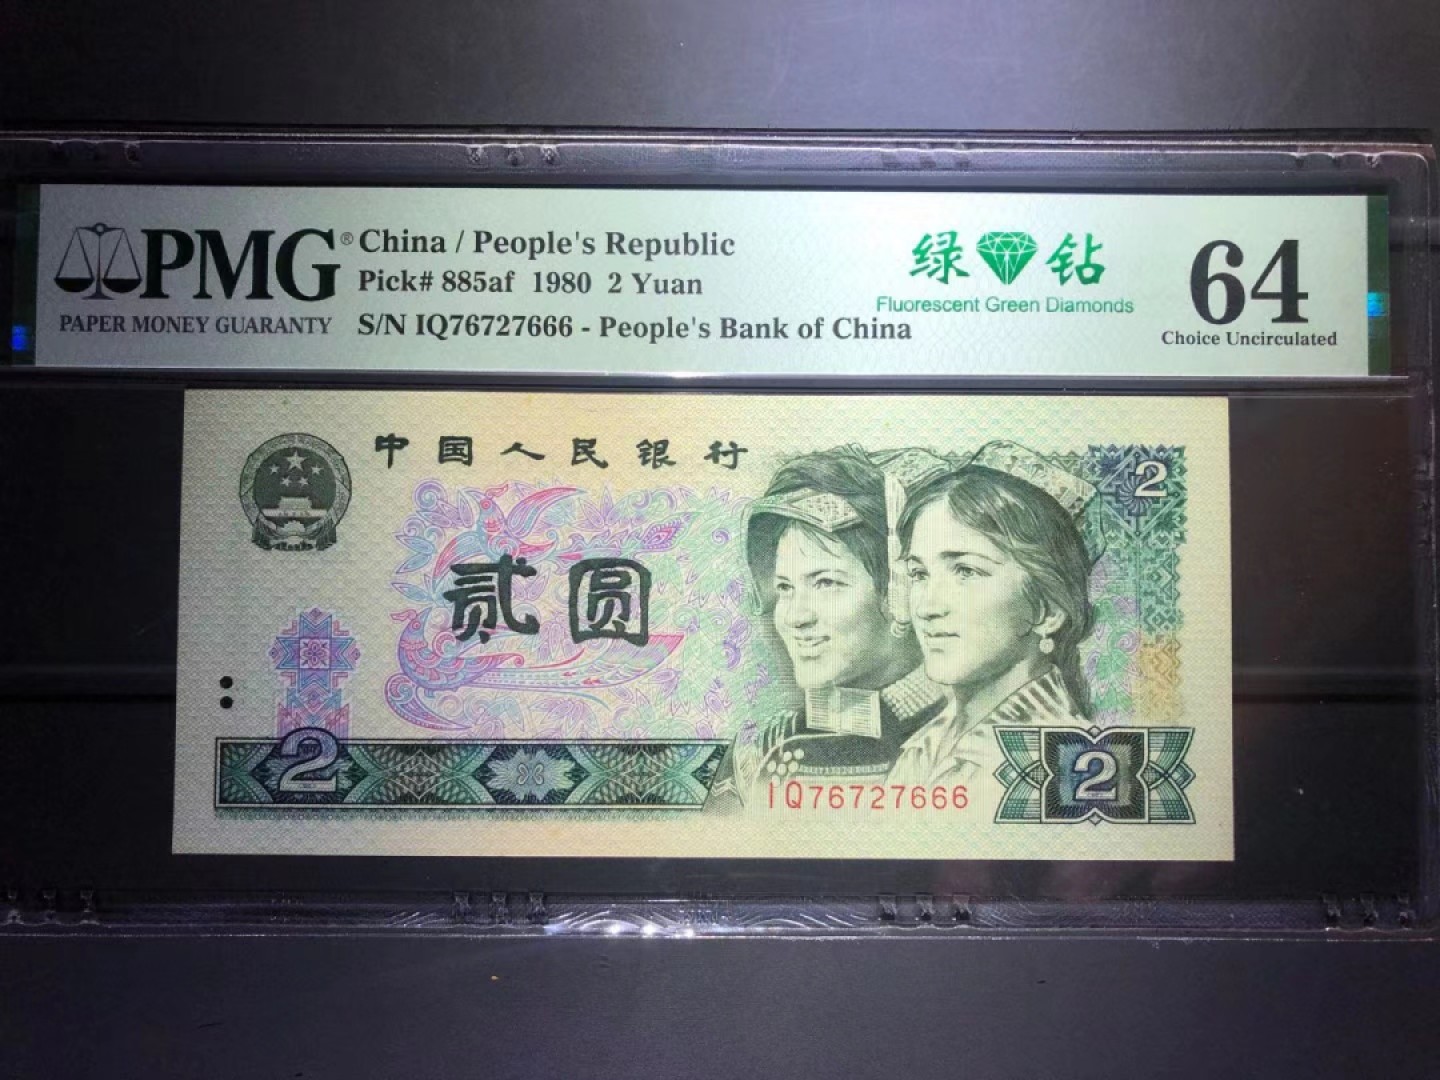 PMG® China / People's Republic
Pick# 885af 1980 2 Yuan
PAPER MONEY GUARANTY S/N IQ76727666 - People's Bank of China
绿钻
Fluorescent Green Diamonds
64
Choice Uncirculated
中国人民银行
2
贰圆
2
IQ76727666
2